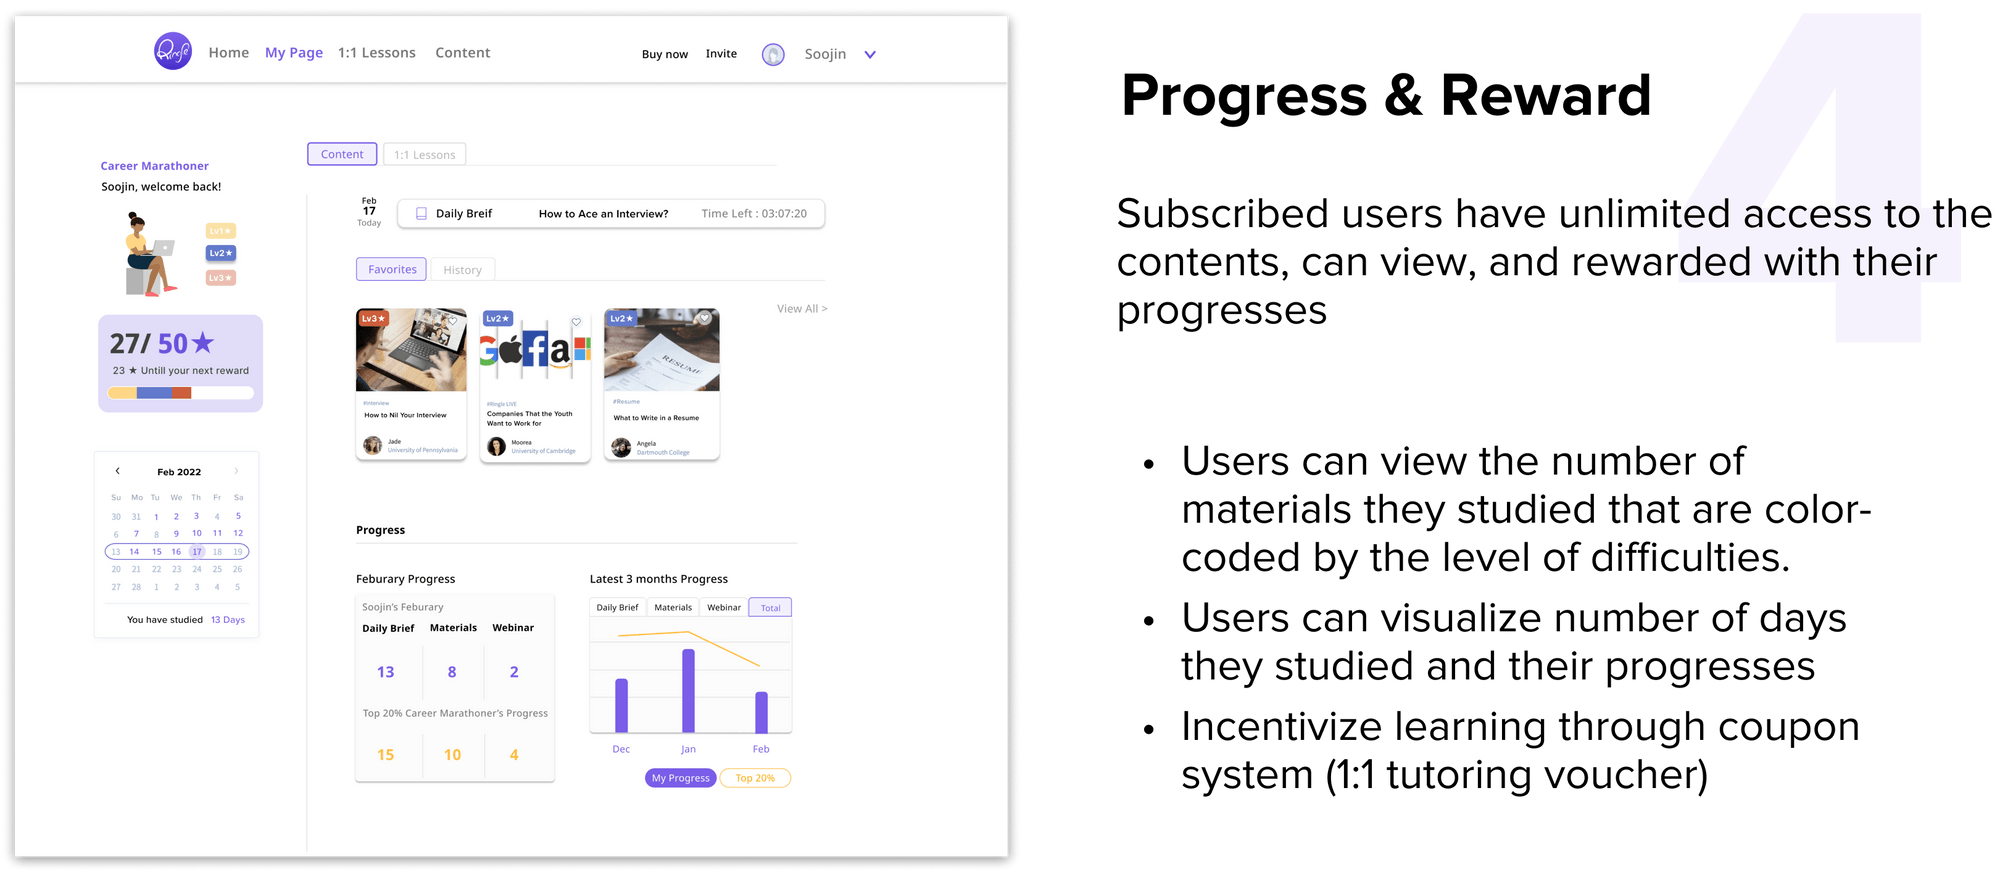 Ringle
Home My Page 1:1 Lessons Content
Buy now Invite Soojin
Career Marathoner
Soojin, welcome back!
Lv1★
Lv2★
Lv3★
27/ 50★
23 ★ Untill your next reward
< Feb 2022 >
Su Mo Tu We Th Fr Sa
30 31 1 2 3 4 5
6 7 8 9 10 11 12
13 14 15 16 17 18 19
20 21 22 23 24 25 26
27 28 1 2 3 4 5
You have studied 13 Days
Content 1:1 Lessons
Feb
17
Today
Daily Breif How to Ace an Interview? Time Left : 03:07:20
Favorites History
View All >
Lv3★
RESUME
#Interview
How to Nil Your Interview
Jade
University of Pennsylvania
Lv2★
G f a
#Ringle LIVE
Companies That the Youth
Want to Work for
Moorea
University of Cambridge
Lv2★
#Resume
What to Write in a Resume
Angela
Dartmouth College
Progress
Feburary Progress
Soojin's Feburary
Daily Brief Materials Webinar
13 8 2
Top 20% Career Marathoner's Progress
15 10 4
Latest 3 months Progress
Daily Brief Materials Webinar Total
Dec Jan Feb
My Progress Top 20%
4
Progress & Reward
Subscribed users have unlimited access to the
contents, can view, and rewarded with their
progresses
• Users can view the number of
materials they studied that are color-
coded by the level of difficulties.
• Users can visualize number of days
they studied and their progresses
• Incentivize learning through coupon
system (1:1 tutoring voucher)